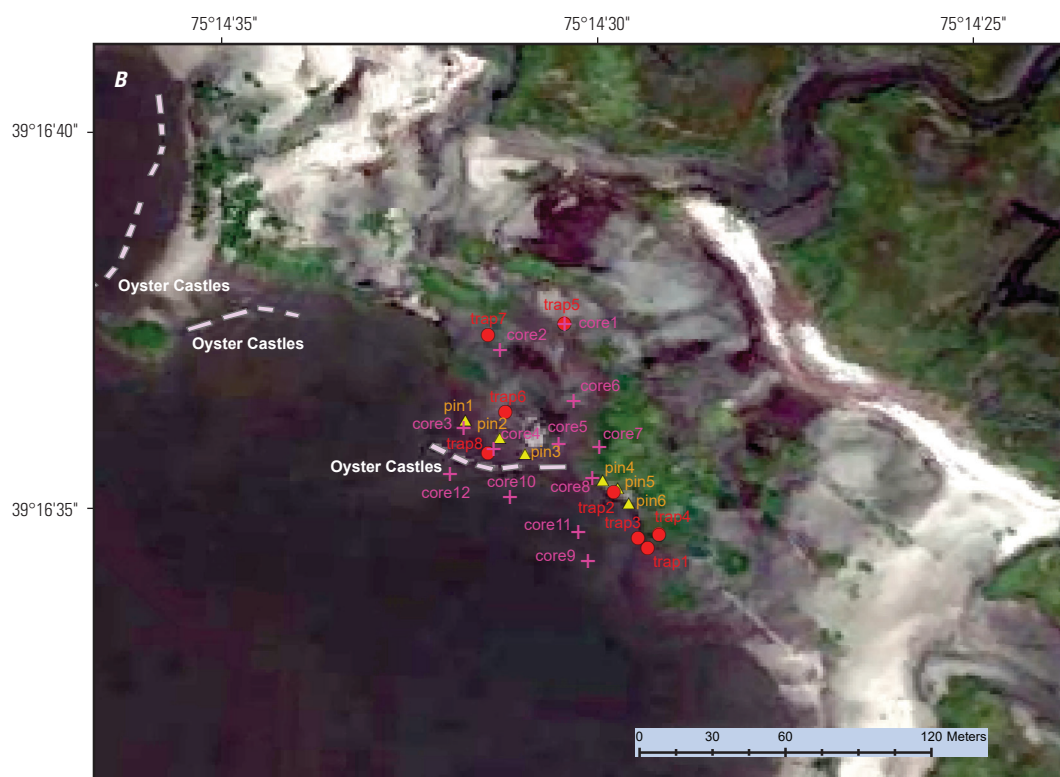 75°14'35" 75°14'30" 75°14'25"
B
39°16'40"
Oyster Castles
Oyster Castles
trap5
trap7
core1
core2
core6
pin1
trap6
core3
pin2
core4
core5
core7
trap8
pin3
Oyster Castles
pin4
core12
core10
core8
pin5
39°16'35"
trap2
pin6
core11
trap3
trap4
core9
trap1
0 30 60 120 Meters